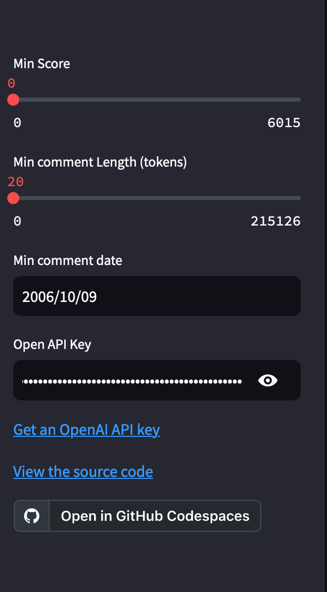 Min Score
0
0 6015
Min comment Length (tokens)
20
0 215126
Min comment date
2006/10/09
Open API Key
Get an OpenAI API key
View the source code
Open in GitHub Codespaces